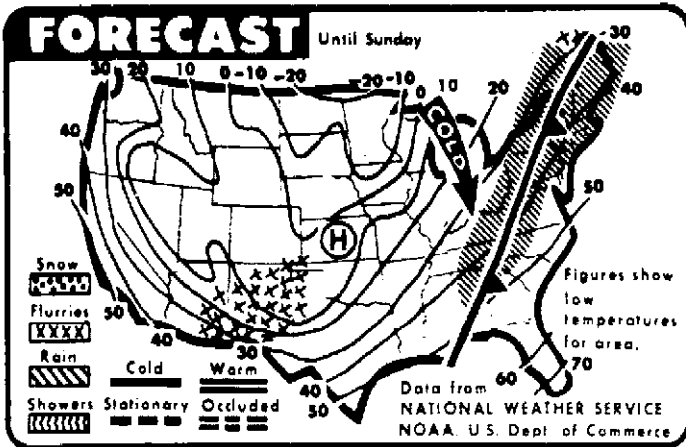 FORECAST Until Sunday
30 20 10 0 -10 -20 -20 -10 0 10 20 -30
40 40
COLD
50 50
H
Snow
Flurries
Rain
Showers
Cold Warm
Stationary Occluded
50 40 30 40 50 60 70
Figures show
low
temperatures
for area.
Data from
NATIONAL WEATHER SERVICE
NOAA, U.S. Dept of Commerce